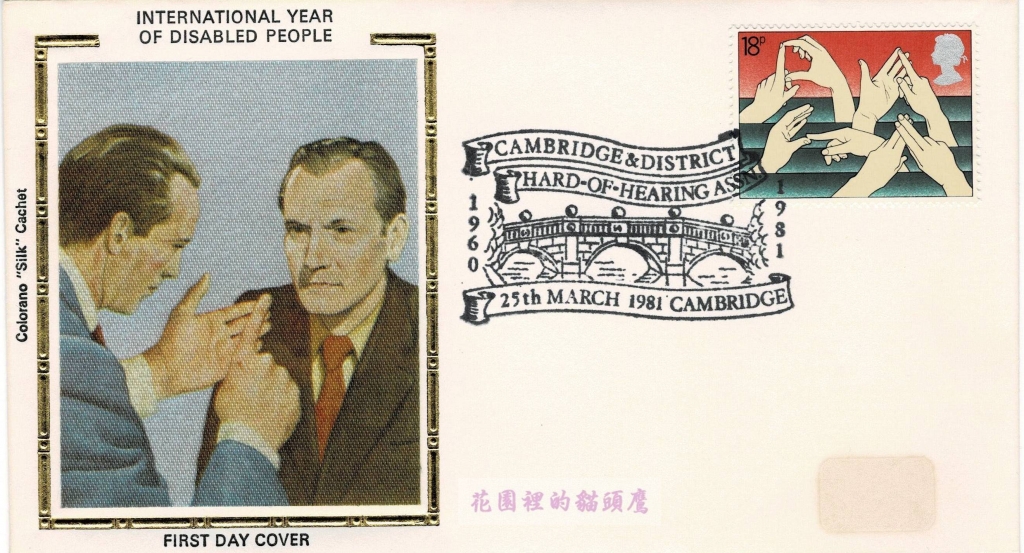 INTERNATIONAL YEAR
OF DISABLED PEOPLE
Colorano "Silk" Cachet
FIRST DAY COVER
18P
CAMBRIDGE & DISTRICT
HARD-OF-HEARING ASSN.
1960
1981
25th MARCH 1981 CAMBRIDGE
花園裡的貓頭鷹